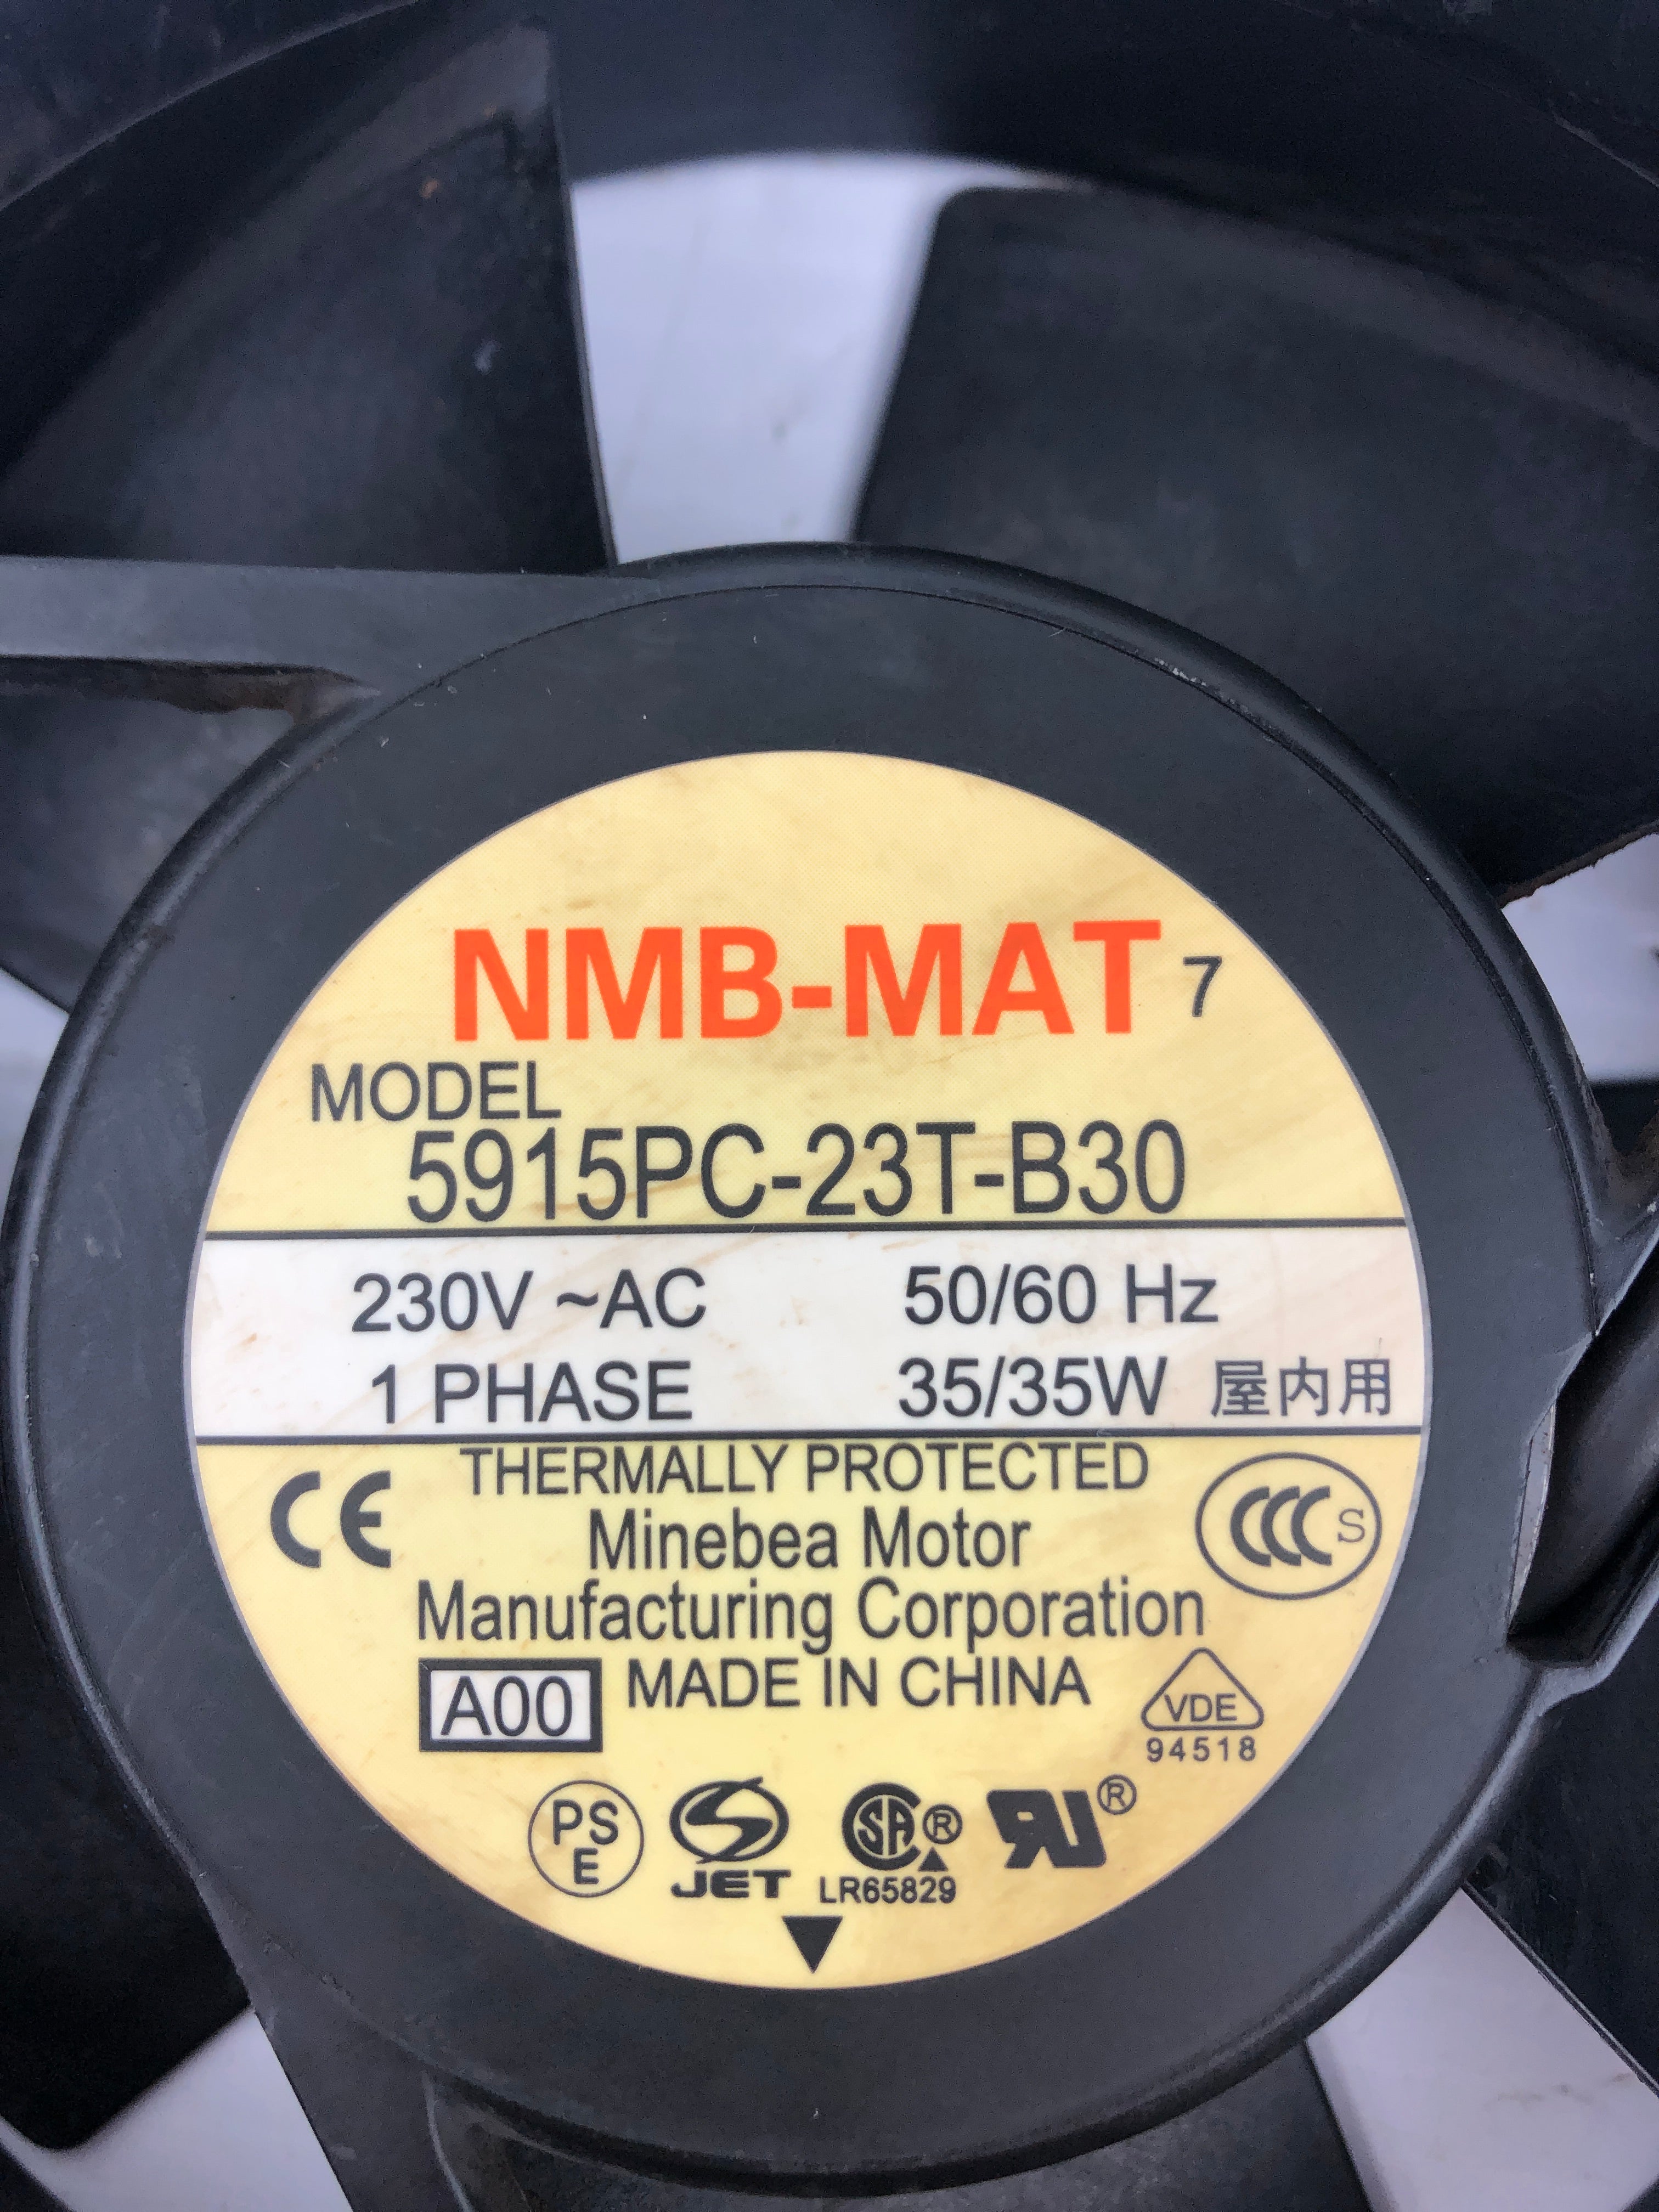 NMB-MAT 7
MODEL
5915PC-23T-B30
230V ~AC 50/60 Hz
1 PHASE 35/35W 屋内用
THERMALLY PROTECTED
CE
CCC S
Minebea Motor
Manufacturing Corporation
A00 MADE IN CHINA
VDE
94518
PS
E
JET
SA ®
LR65829
RU ®